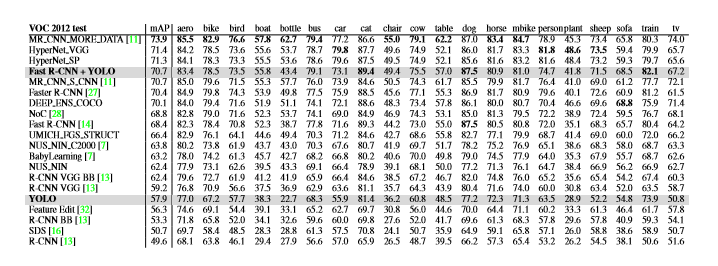 VOC 2012 test mAP aero bike bird boat bottle bus car cat chair cow table dog horse mbike person plant sheep sofa train tv
MR_CNN_MORE_DATA [11] 73.9 85.5 82.9 76.6 57.8 62.7 79.4 77.2 86.6 55.0 79.1 62.2 87.0 83.4 84.7 78.9 45.3 73.4 65.8 80.3 74.0
HyperNet_VGG 71.4 84.2 78.5 73.6 55.6 53.7 78.7 79.8 87.7 49.6 74.9 52.1 86.0 81.7 83.3 81.8 48.6 73.5 59.4 79.9 65.7
HyperNet_SP 71.3 84.1 78.3 73.3 55.5 53.6 78.6 79.6 87.5 49.5 74.9 52.1 85.6 81.6 83.2 81.6 48.4 73.2 59.3 79.7 65.6
Fast R-CNN + YOLO 70.7 83.4 78.5 73.5 55.8 43.4 79.1 73.1 89.4 49.4 75.5 57.0 87.5 80.9 81.0 74.7 41.8 71.5 68.5 82.1 67.2
MR_CNN_S_CNN [11] 70.7 85.0 79.6 71.5 55.3 57.7 76.0 73.9 84.6 50.5 74.3 61.7 85.5 79.9 81.7 76.4 41.0 69.0 61.2 77.7 72.1
Faster R-CNN [27] 70.4 84.9 79.8 74.3 53.9 49.8 77.5 75.9 88.5 45.6 77.1 55.3 86.9 81.7 80.9 79.6 40.1 72.6 60.9 81.2 61.5
DEEP_ENS_COCO 70.1 84.0 79.4 71.6 51.9 51.1 74.1 72.1 88.6 48.3 73.4 57.8 86.1 80.0 80.7 70.4 46.6 69.6 68.8 75.9 71.4
NoC [28] 68.8 82.8 79.0 71.6 52.3 53.7 74.1 69.0 84.9 46.9 74.3 53.1 85.0 81.3 79.5 72.2 38.9 72.4 59.5 76.7 68.1
Fast R-CNN [14] 68.4 82.3 78.4 70.8 52.3 38.7 77.8 71.6 89.3 44.2 73.0 55.0 87.5 80.5 80.8 72.0 35.1 68.3 65.7 80.4 64.2
UMICH_FGS_STRUCT 66.4 82.9 76.1 64.1 44.6 49.4 70.3 71.2 84.6 42.7 68.6 55.8 82.7 77.1 79.9 68.7 41.4 69.0 60.0 72.0 66.2
NUS_NIN_C2000 [7] 63.8 80.2 73.8 61.9 43.7 43.0 70.3 67.6 80.7 41.9 69.7 51.7 78.2 75.2 76.9 65.1 38.6 68.3 58.0 68.7 63.3
BabyLearning [7] 63.2 78.0 74.2 61.3 45.7 42.7 68.2 66.8 80.2 40.6 70.0 49.8 79.0 74.5 77.9 64.0 35.3 67.9 55.7 68.7 62.6
NUS_NIN 62.4 77.9 73.1 62.6 39.5 43.3 69.1 66.4 78.9 39.1 68.1 50.0 77.2 71.3 76.1 64.7 38.4 66.9 56.2 66.9 62.7
R-CNN VGG BB [13] 62.4 79.6 72.7 61.9 41.2 41.9 65.9 66.4 84.6 38.5 67.2 46.7 82.0 74.8 76.0 65.2 35.6 65.4 54.2 67.4 60.3
R-CNN VGG [13] 59.2 76.8 70.9 56.6 37.5 36.9 62.9 63.6 81.1 35.7 64.3 43.9 80.4 71.6 74.0 60.0 30.8 63.4 52.0 63.5 58.7
YOLO 57.9 77.0 67.2 57.7 38.3 22.7 68.3 55.9 81.4 36.2 60.8 48.5 77.2 72.3 71.3 63.5 28.9 52.2 54.8 73.9 50.8
Feature Edit [32] 56.3 74.6 69.1 54.4 39.1 33.1 65.2 62.7 69.7 30.8 56.0 44.6 70.0 64.4 71.1 60.2 33.3 61.3 46.4 61.7 57.8
R-CNN BB [13] 53.3 71.8 65.8 52.0 34.1 32.6 59.6 60.0 69.8 27.6 52.0 41.7 69.6 61.3 68.3 57.8 29.6 57.8 40.9 59.3 54.1
SDS [16] 50.7 69.7 58.4 48.5 28.3 28.8 61.3 57.5 70.8 24.1 50.7 35.9 64.9 59.1 65.8 57.1 26.0 58.8 38.6 58.9 50.7
R-CNN [13] 49.6 68.1 63.8 46.1 29.4 27.9 56.6 57.0 65.9 26.5 48.7 39.5 66.2 57.3 65.4 53.2 26.2 54.5 38.1 50.6 51.6